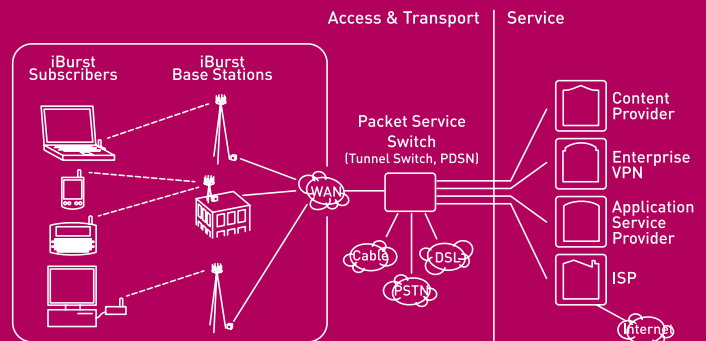 Access & Transport
Service
iBurst
Subscribers
iBurst
Base Stations
Packet Service
Switch
(Tunnel Switch, PDSN)
WAN
Cable
PSTN
DSL
Content
Provider
Enterprise
VPN
Application
Service
Provider
ISP
Internet